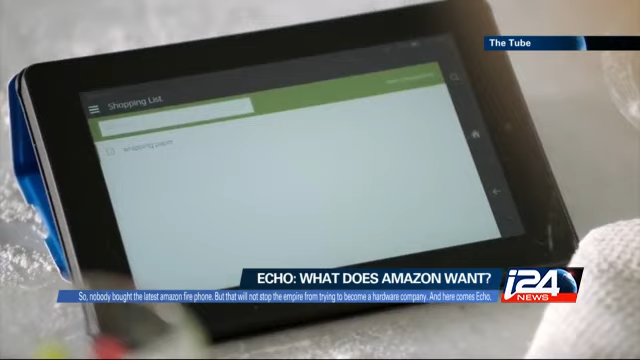 The Tube
Shopping List
wrapping paper
ECHO: WHAT DOES AMAZON WANT?
So, nobody bought the latest amazon fire phone. But that will not stop the empire from trying to become a hardware company. And here comes Echo.
i24
NEWS